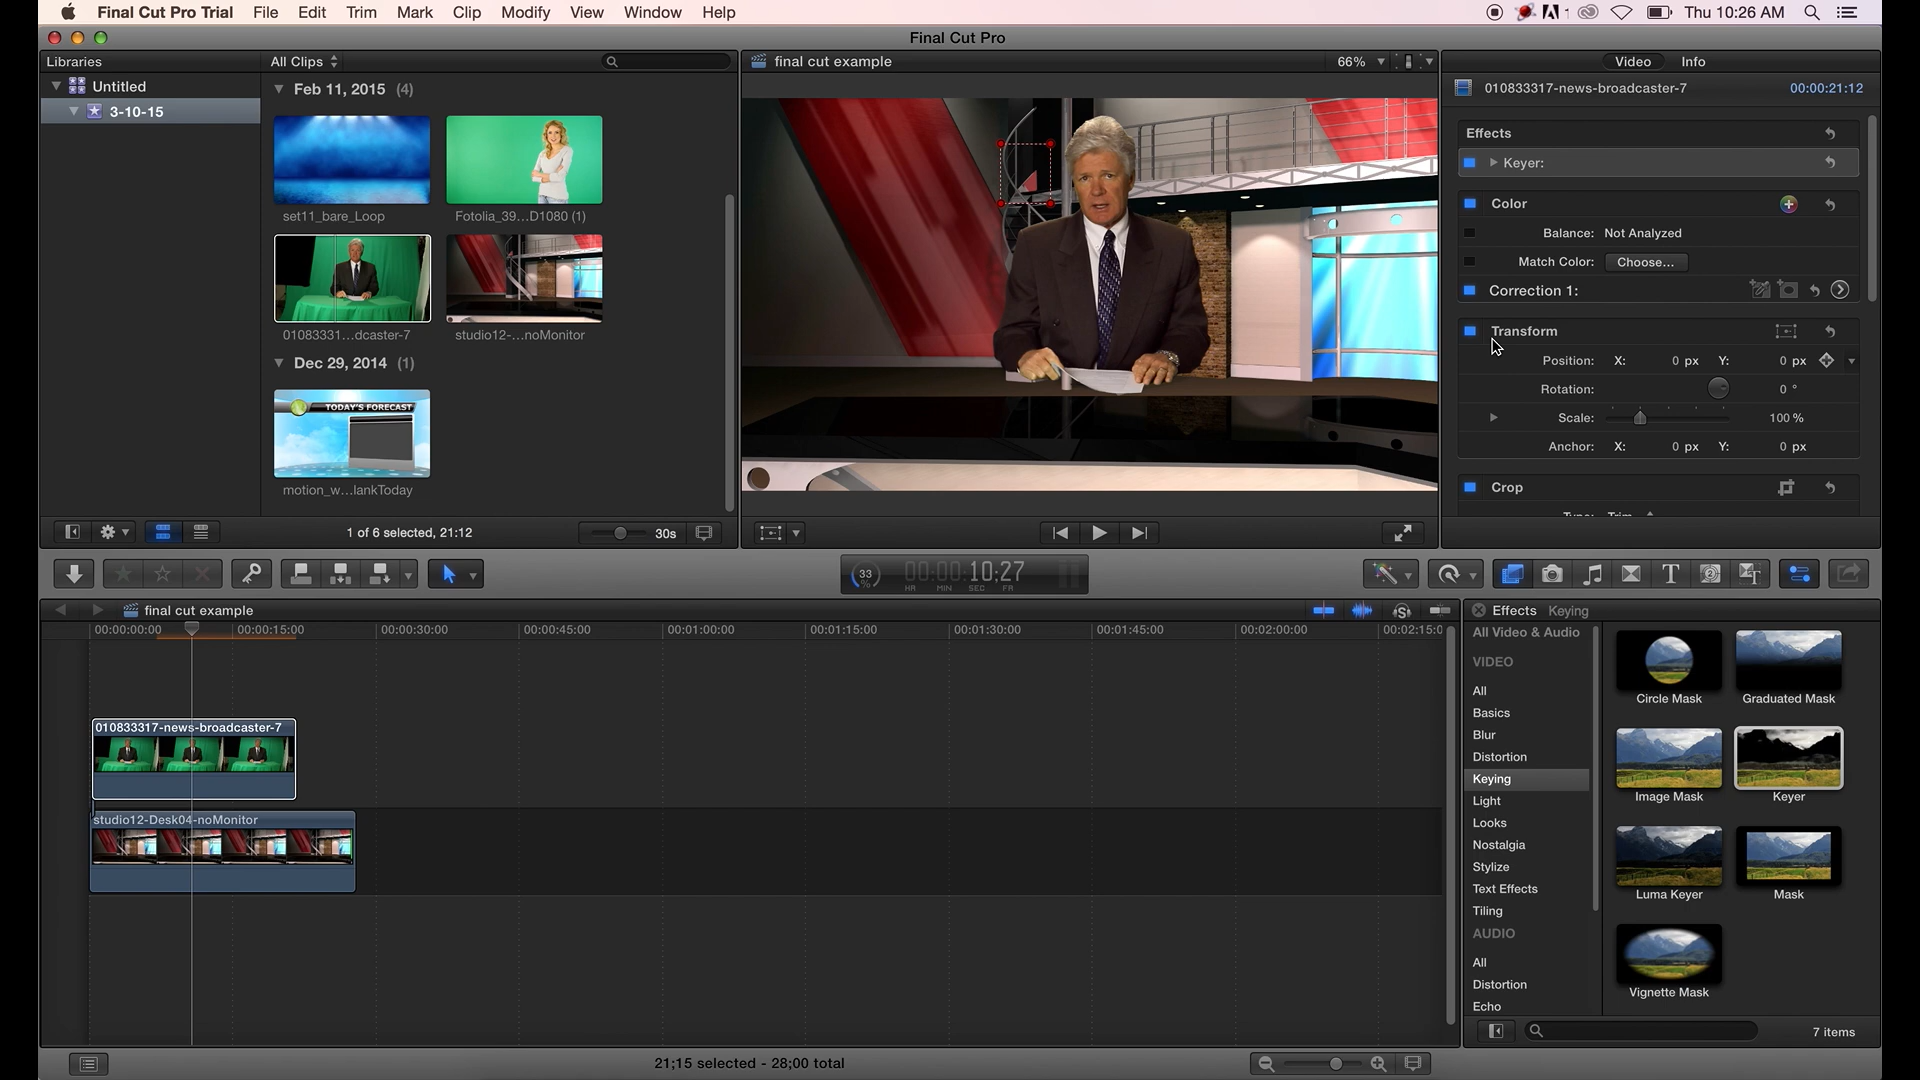 Final Cut Pro Trial File Edit Trim Mark Clip Modify View Window Help Thu 10:26 AM
Final Cut Pro
Libraries
Untitled
3-10-15
All Clips
Feb 11, 2015 (4)
set11_bare_Loop
Fotolia_39...D1080 (1)
01083331...dcaster-7
studio12-...noMonitor
Dec 29, 2014 (1)
TODAY'S FORECAST
motion_w...lankToday
1 of 6 selected, 21:12
30s
final cut example
66%
Video Info
010833317-news-broadcaster-7 00:00:21:12
Effects
Keyer:
Color
Balance: Not Analyzed
Match Color: Choose...
Correction 1:
Transform
Position: X: 0 px Y: 0 px
Rotation: 0 °
Scale: 100 %
Anchor: X: 0 px Y: 0 px
Crop
33 %
00:00:10;27
HR MIN SEC FR
final cut example
00:00:00:00 00:00:15:00 00:00:30:00 00:00:45:00 00:01:00:00 00:01:15:00 00:01:30:00 00:01:45:00 00:02:00:00 00:02:15:0
010833317-news-broadcaster-7
studio12-Desk04-noMonitor
Effects Keying
All Video & Audio
VIDEO
All
Basics
Blur
Distortion
Keying
Light
Looks
Nostalgia
Stylize
Text Effects
Tiling
AUDIO
All
Distortion
Echo
Circle Mask
Graduated Mask
Image Mask
Keyer
Luma Keyer
Mask
Vignette Mask
7 items
21;15 selected - 28;00 total